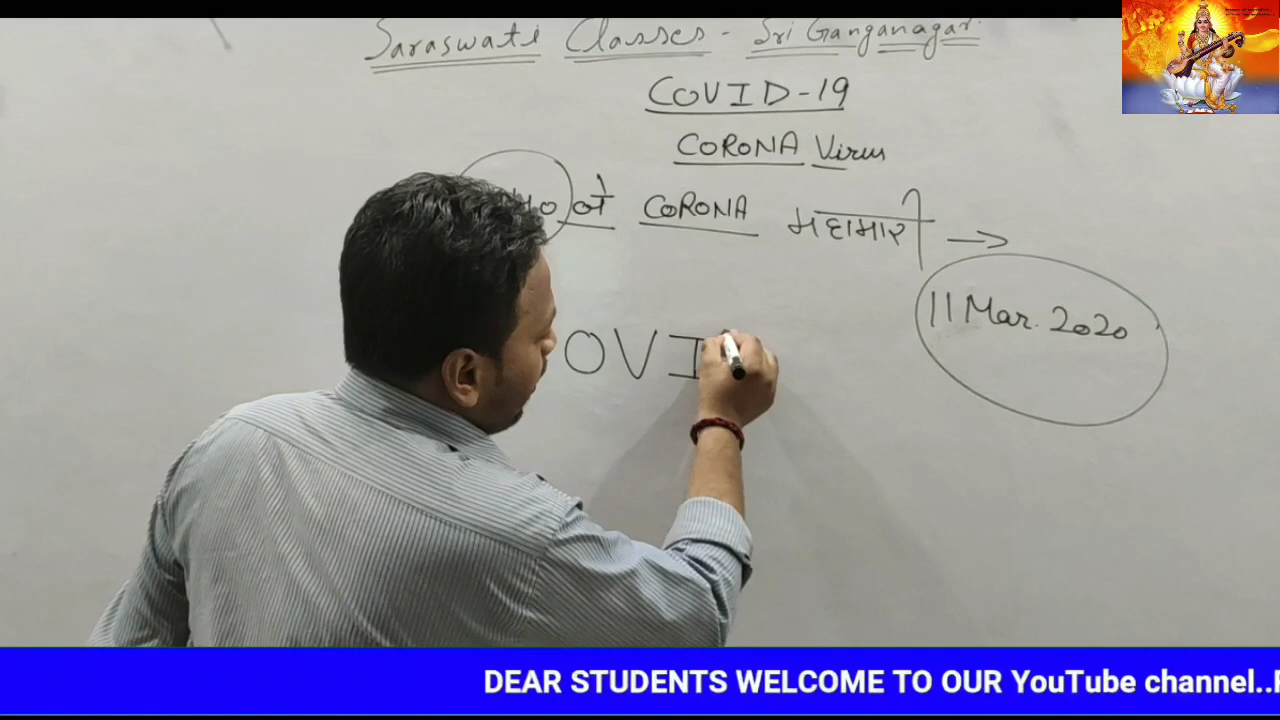 Saraswati Classes - Sri Ganganagar
COVID-19
CORONA Virus
ने CORONA महामारी →
11 Mar. 2020
OVI
DEAR STUDENTS WELCOME TO OUR YouTube channel..